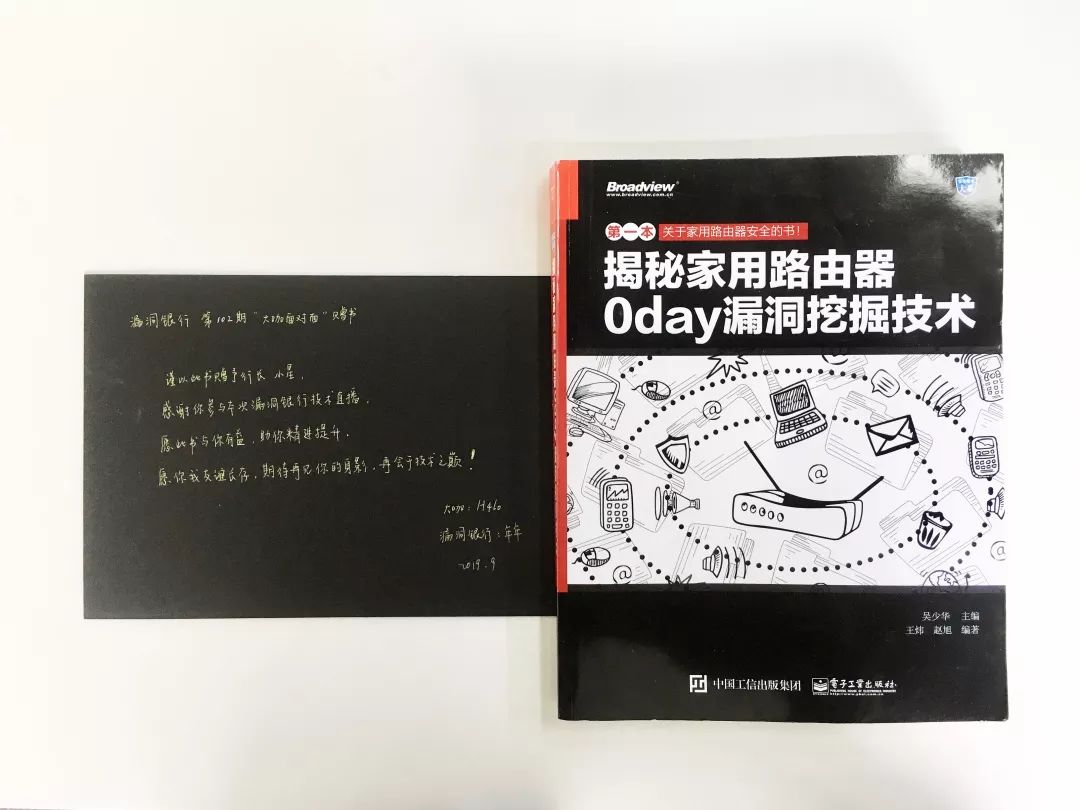 漏洞银行 第102期“大咖面对面”赠书
谨以此书赠予行长 小星,
感谢你参与本次漏洞银行技术直播,
愿此书与你有益,助你精进提升,
愿你我友谊长存,期待再见你的身影,再会于技术之巅!
大咖:H4lo
漏洞银行:年年
2019.9
Broadview®
www.broadview.com.cn
第一本 关于家用路由器安全的书!
揭秘家用路由器
0day漏洞挖掘技术
吴少华 主编
王炜 赵旭 编著
中国工信出版集团 电子工业出版社
PUBLISHING HOUSE OF ELECTRONICS INDUSTRY
http://www.phei.com.cn